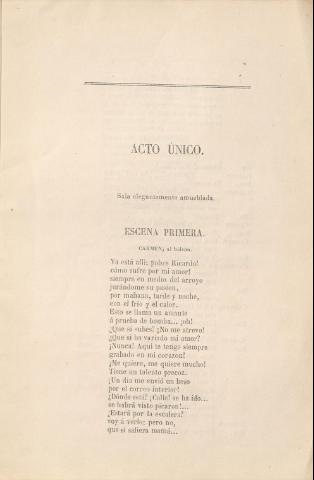 ACTO ÚNICO.
Sala elegantemente amueblada.
ESCENA PRIMERA.
CARMEN, al balcon.
Ya está allí; ¡pobre Ricardo!
cómo sufre por mi amor!
siempre en medio del arroyo
jurándome su pasion,
por mañana, tarde y noche,
con el frio y el calor.
Esto se llama un amante
á prueba de bomba... ¡oh!
¿Que si subes? ¡No me atrevo!
¿Que si ha variado mi amor?
¡Nunca! Aquí te tengo siempre
grabado en mi corazon!
¡Me quiere, me quiere mucho!
Tiene un talento precoz.
¡Un dia me envió un beso
por el correo interior!
¿Dónde está? ¡Calle! se ha ido...
se habrá visto picaron!...
¿Estará por la escalera?
voy á verlo; pero no,
que si saliera mamá...